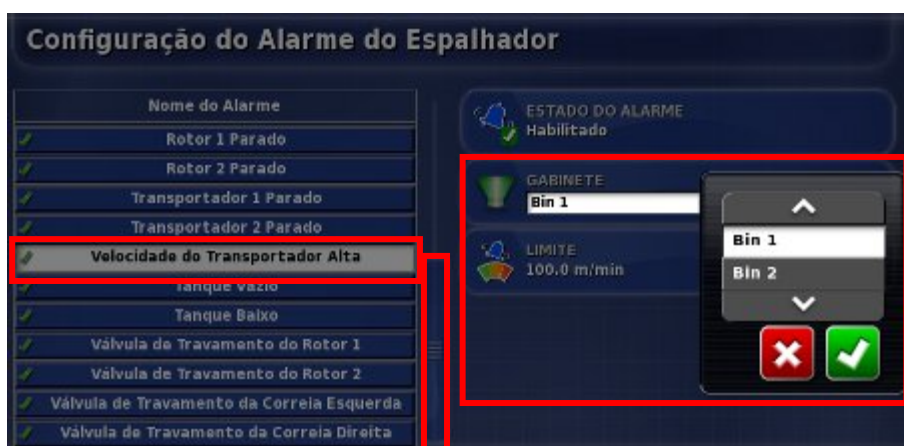 Configuração do Alarme do Espalhador
Nome do Alarme
Rotor 1 Parado
Rotor 2 Parado
Transportador 1 Parado
Transportador 2 Parado
Velocidade do Transportador Alta
Tanque Vazio
Tanque Baixo
Válvula de Travamento do Rotor 1
Válvula de Travamento do Rotor 2
Válvula de Travamento da Correia Esquerda
Válvula de Travamento da Correia Direita
ESTADO DO ALARME
Habilitado
GABINETE
Bin 1
LIMITE
100.0 m/min
Bin 1
Bin 2